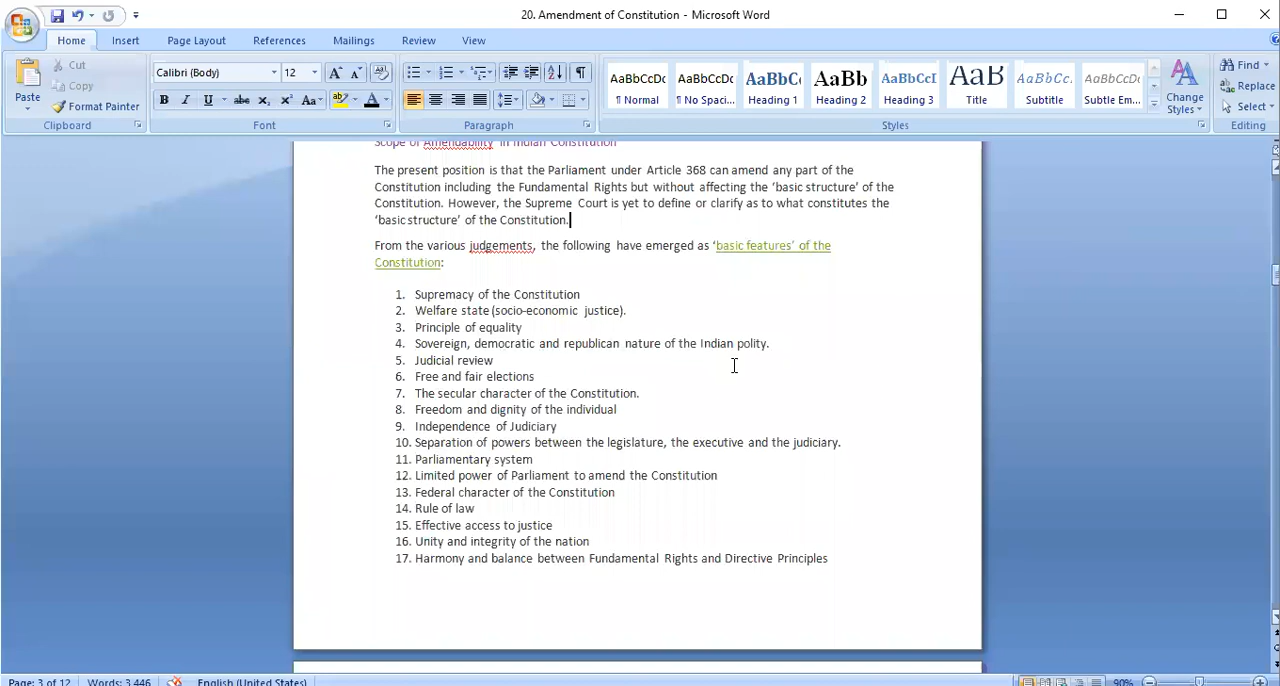 20. Amendment of Constitution - Microsoft Word
Home Insert Page Layout References Mailings Review View
Paste
Cut
Copy
Format Painter
Clipboard
Calibri (Body) 12
Font
Paragraph
AaBbCcDc AaBbCcDc AaBbC AaBb AaBbCcI AaB AaBbCc. AaBbCcDc
¶ Normal ¶ No Spaci... Heading 1 Heading 2 Heading 3 Title Subtitle Subtle Em...
Change Styles
Styles
Find
Replace
Select
Editing
Scope of Amendability in Indian Constitution
The present position is that the Parliament under Article 368 can amend any part of the
Constitution including the Fundamental Rights but without affecting the ‘basic structure’ of the
Constitution. However, the Supreme Court is yet to define or clarify as to what constitutes the
‘basic structure’ of the Constitution.
From the various judgements, the following have emerged as ‘basic features’ of the
Constitution:
1. Supremacy of the Constitution
2. Welfare state (socio-economic justice).
3. Principle of equality
4. Sovereign, democratic and republican nature of the Indian polity.
5. Judicial review
6. Free and fair elections
7. The secular character of the Constitution.
8. Freedom and dignity of the individual
9. Independence of Judiciary
10. Separation of powers between the legislature, the executive and the judiciary.
11. Parliamentary system
12. Limited power of Parliament to amend the Constitution
13. Federal character of the Constitution
14. Rule of law
15. Effective access to justice
16. Unity and integrity of the nation
17. Harmony and balance between Fundamental Rights and Directive Principles
Page: 3 of 12 Words: 3,446 English (United States) 90%